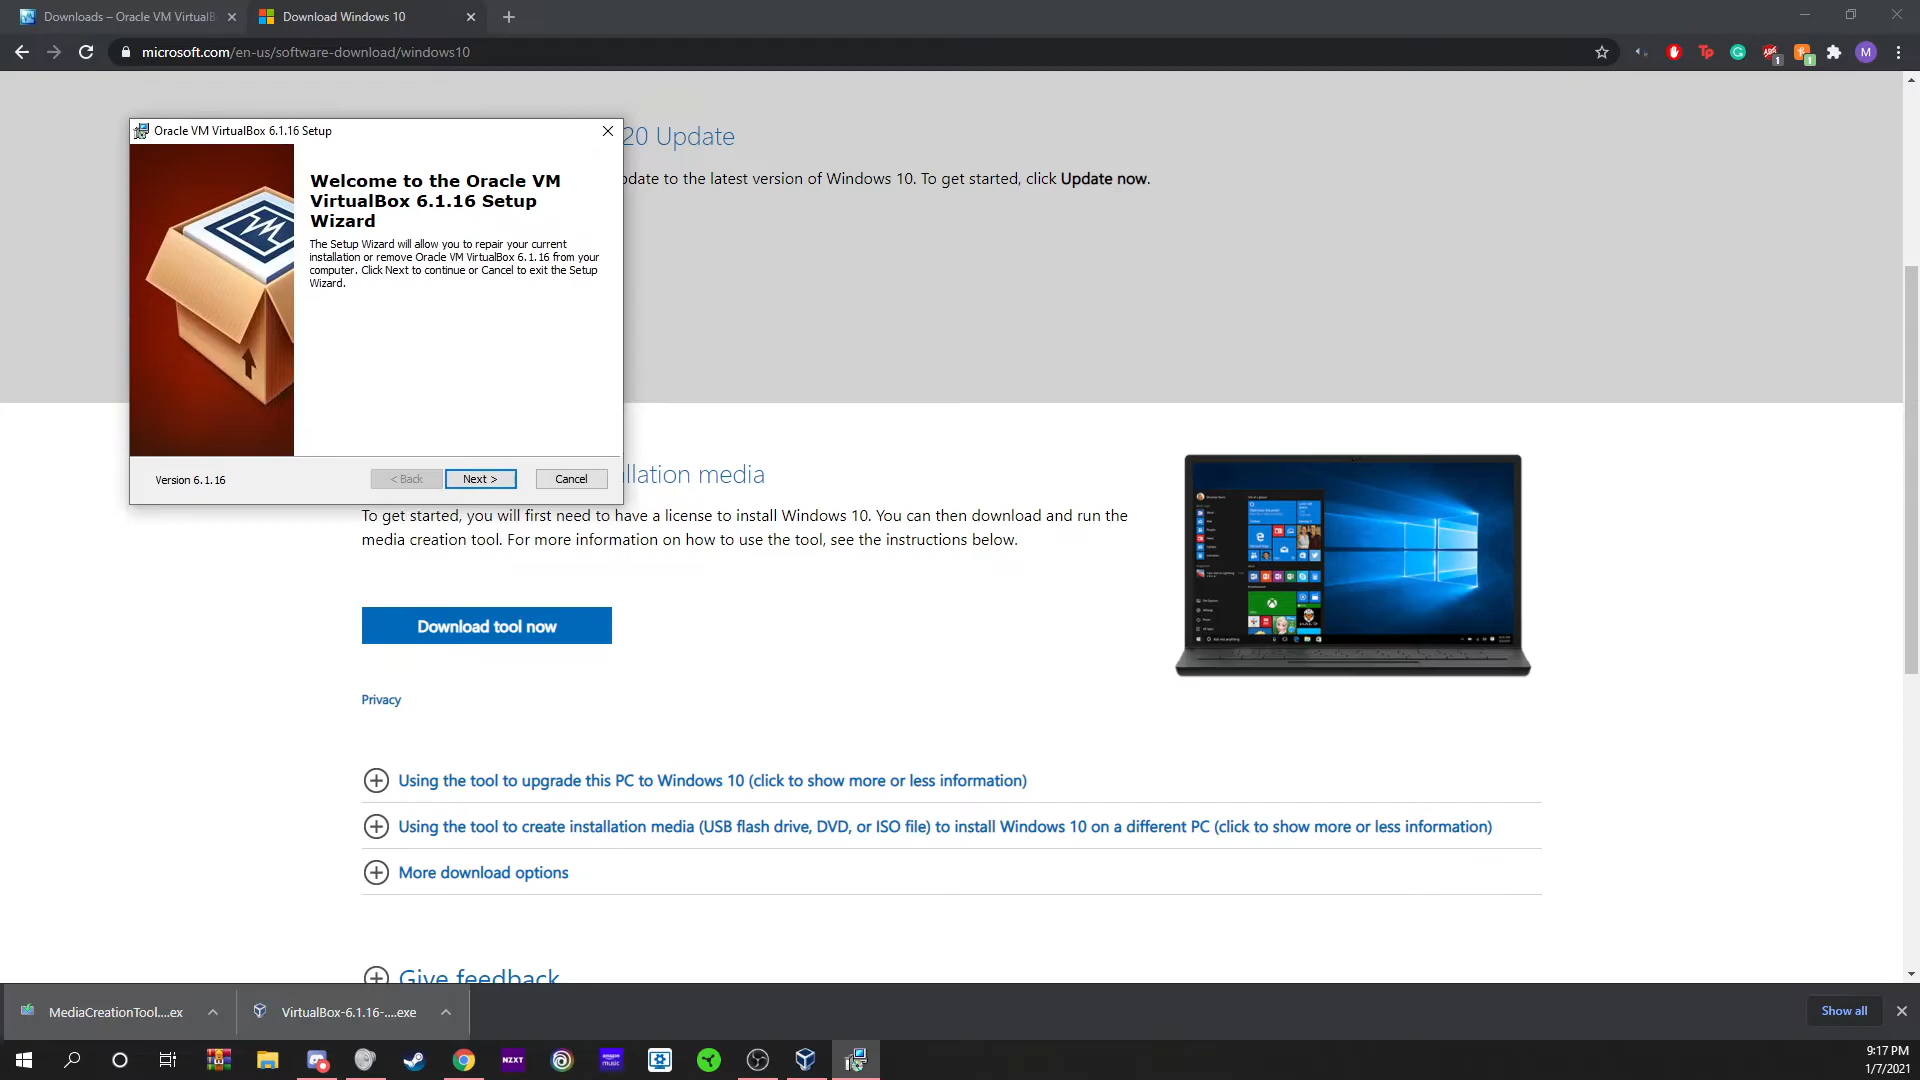 Downloads – Oracle VM VirtualB
Download Windows 10
microsoft.com/en-us/software-download/windows10
M
1
1
Oracle VM VirtualBox 6.1.16 Setup
20 Update
Welcome to the Oracle VM
VirtualBox 6.1.16 Setup
Wizard
pdate to the latest version of Windows 10. To get started, click Update now.
The Setup Wizard will allow you to repair your current
installation or remove Oracle VM VirtualBox 6.1.16 from your
computer. Click Next to continue or Cancel to exit the Setup
Wizard.
Version 6.1.16
< Back
Next >
Cancel
llation media
To get started, you will first need to have a license to install Windows 10. You can then download and run the
media creation tool. For more information on how to use the tool, see the instructions below.
Download tool now
Privacy
Using the tool to upgrade this PC to Windows 10 (click to show more or less information)
Using the tool to create installation media (USB flash drive, DVD, or ISO file) to install Windows 10 on a different PC (click to show more or less information)
More download options
Give feedback
MediaCreationTool....ex
VirtualBox-6.1.16-....exe
Show all
NZXT
amazon
music
9:17 PM
1/7/2021